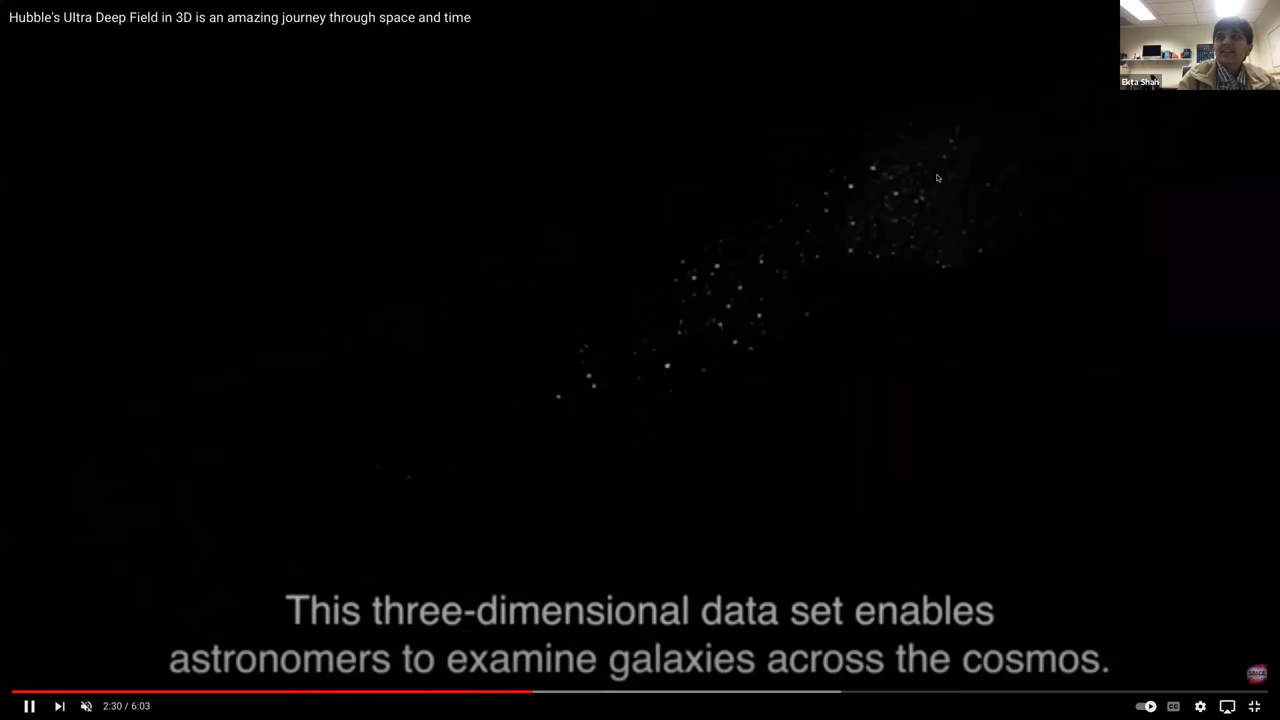 Hubble's Ultra Deep Field in 3D is an amazing journey through space and time
Ekta Shah
This three-dimensional data set enables
astronomers to examine galaxies across the cosmos.
2:30 / 6:03
CC